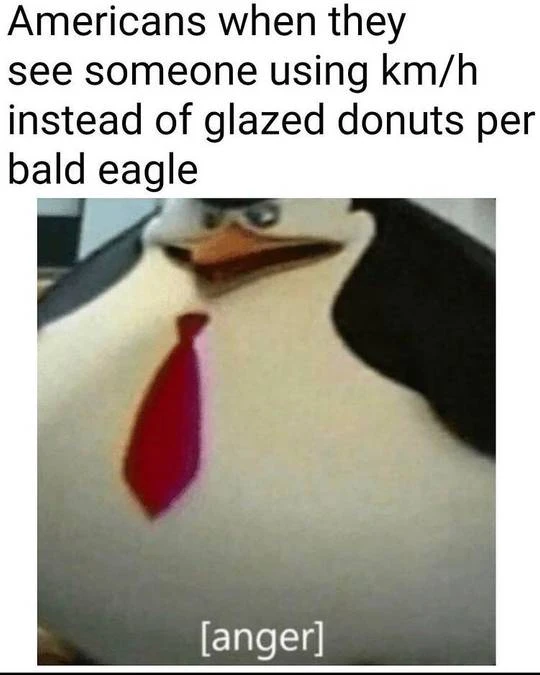 Americans when they
see someone using km/h
instead of glazed donuts per
bald eagle
[anger]